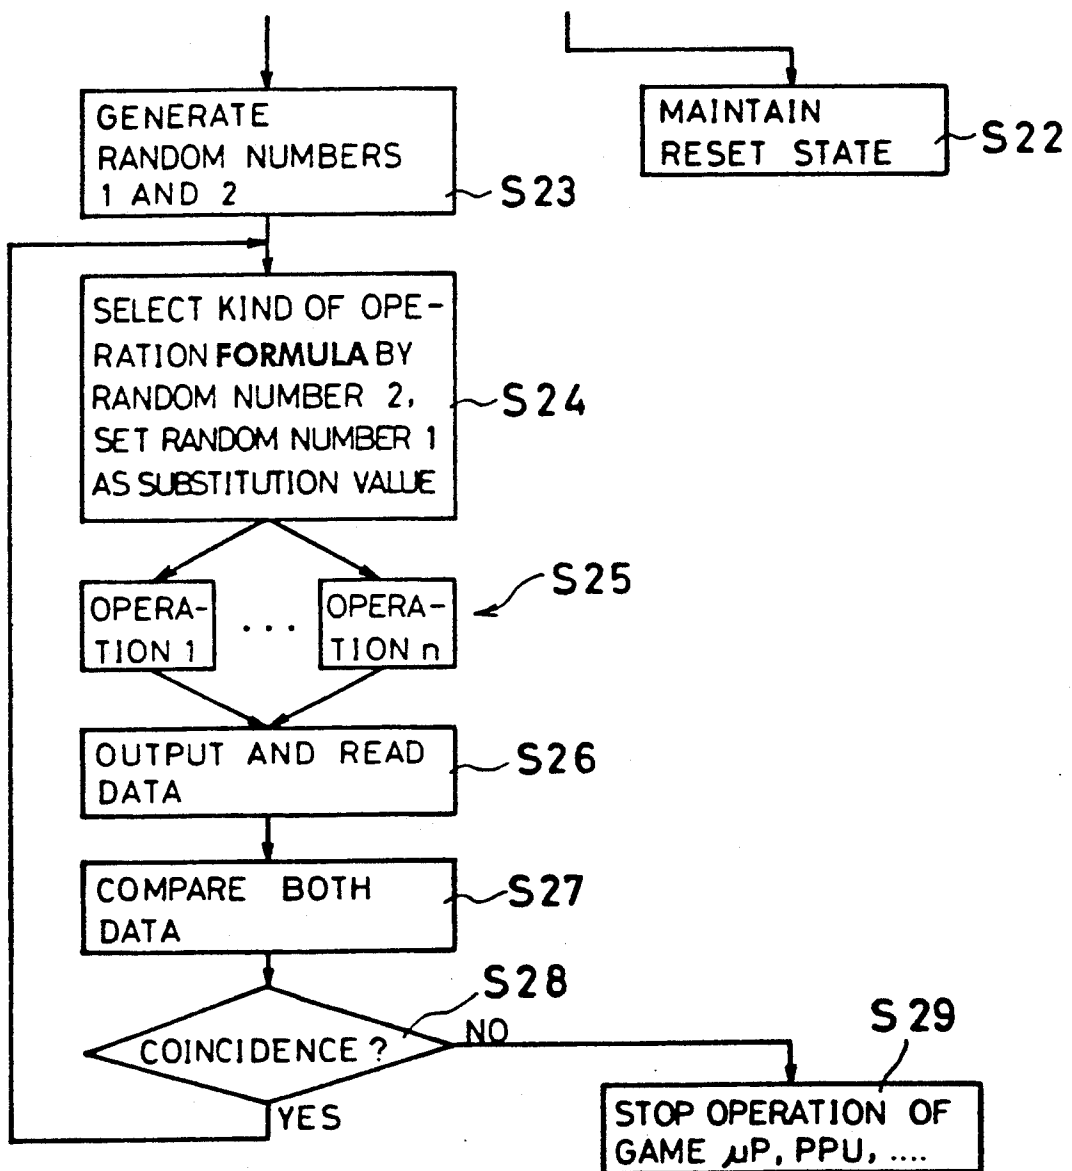 GENERATE
RANDOM NUMBERS
1 AND 2
S23
MAINTAIN
RESET STATE
S22
SELECT KIND OF OPE-
RATION FORMULA BY
RANDOM NUMBER 2,
SET RANDOM NUMBER 1
AS SUBSTITUTION VALUE
S24
OPERA-
TION 1
...
OPERA-
TION n
S25
OUTPUT AND READ
DATA
S26
COMPARE BOTH
DATA
S27
COINCIDENCE?
S28
NO
YES
S29
STOP OPERATION OF
GAME μP, PPU, ....